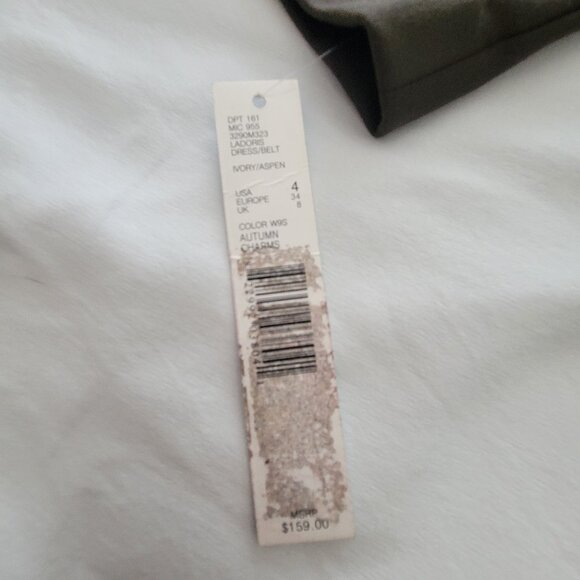 DPT 161
MIC 955
3290M323
LADORIS
DRESS/BELT
IVORY/ASPEN
USA 4
EUROPE 34
UK 8
COLOR W9S
AUTUMN
CHARMS
MSRP
$159.00